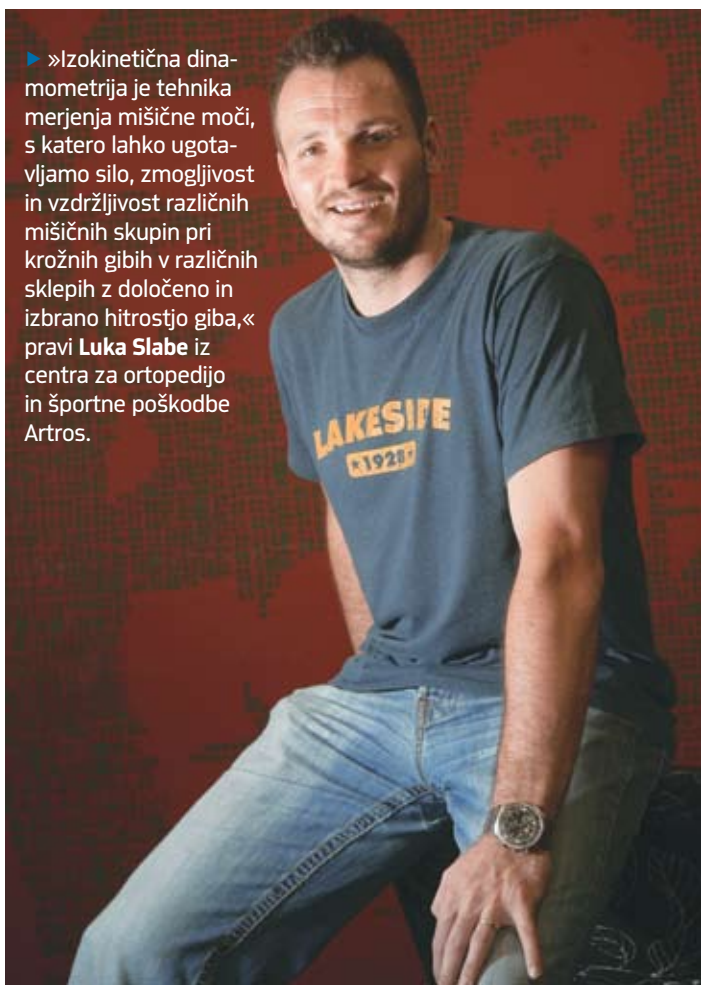 ▶ »Izokinetična dina-
mometrija je tehnika
merjenja mišične moči,
s katero lahko ugota-
vljamo silo, zmogljivost
in vzdržljivost različnih
mišičnih skupin pri
krožnih gibih v različnih
sklepih z določeno in
izbrano hitrostjo giba,«
pravi Luka Slabe iz
centra za ortopedijo
in športne poškodbe
Artros.
LAKESIDE
★1928★